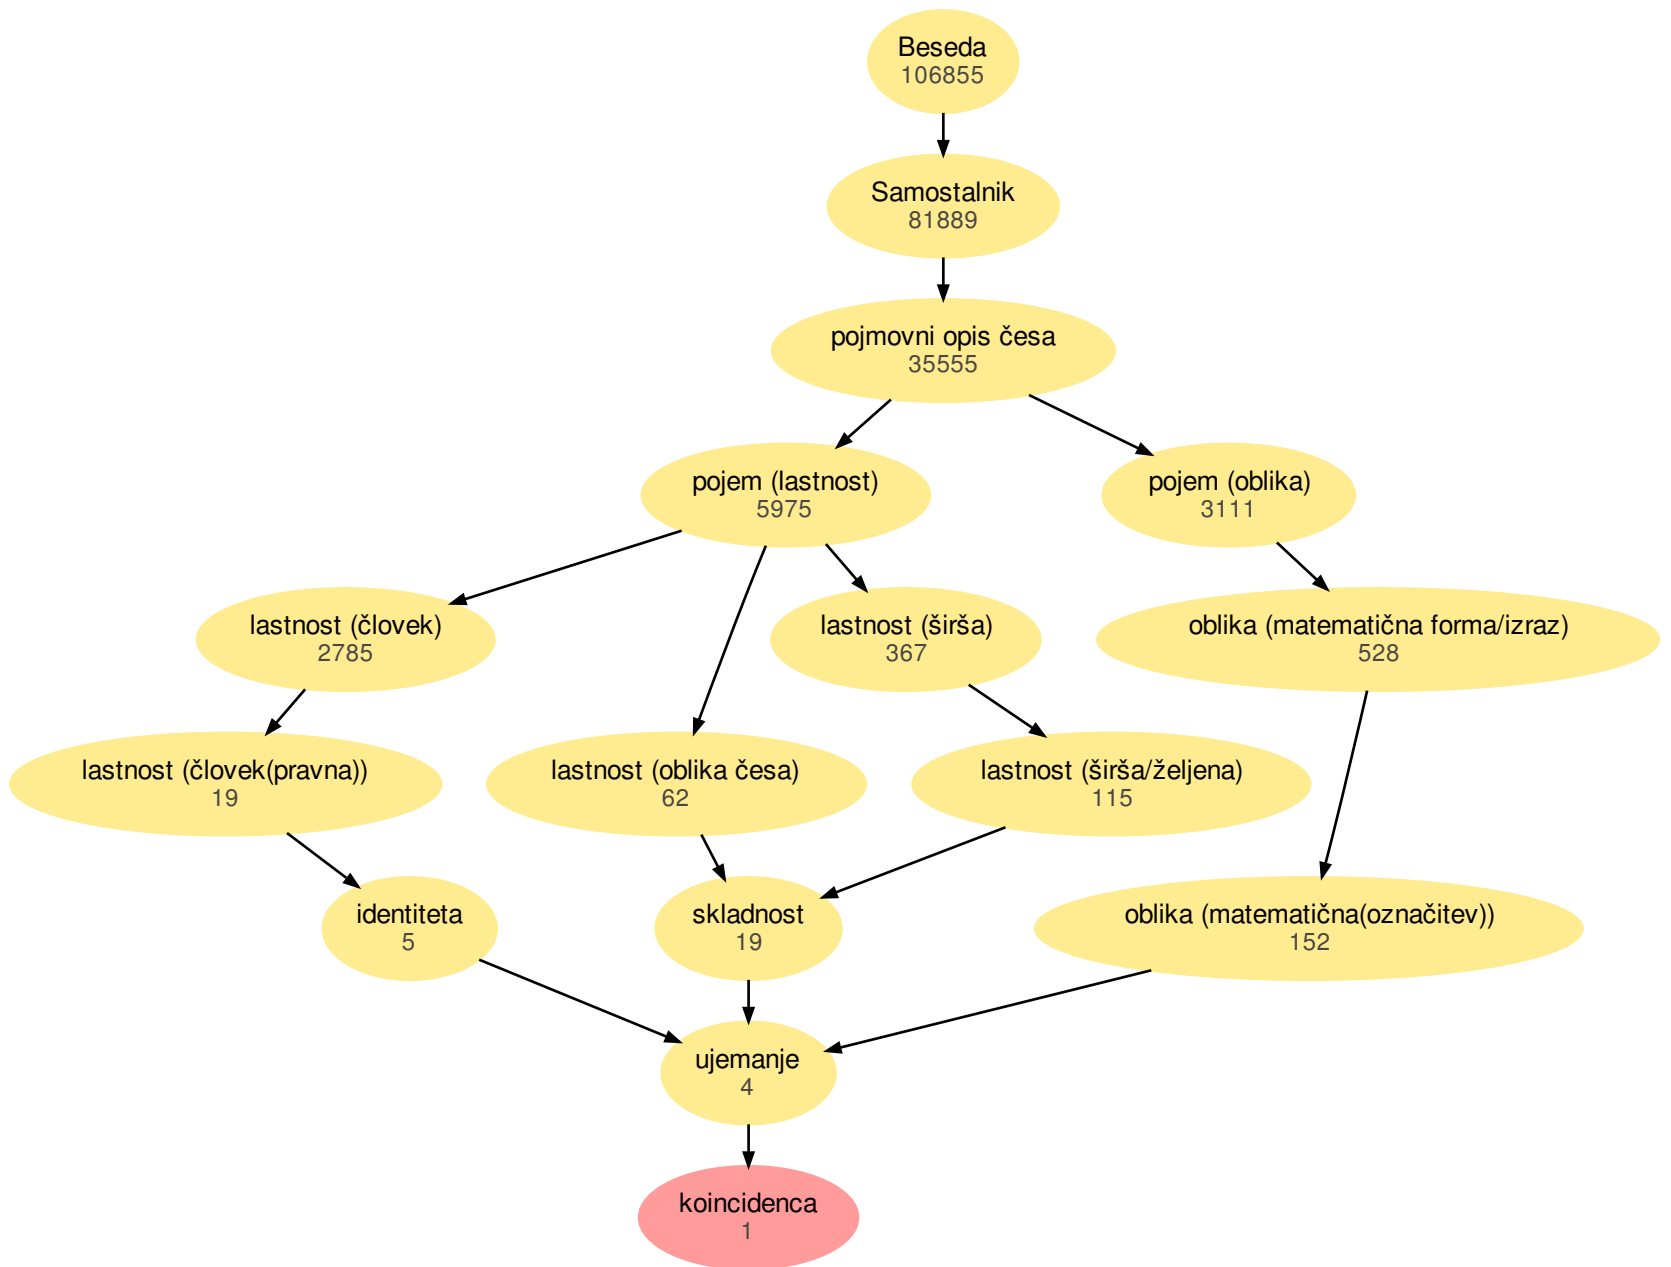 Beseda
106855
Samostalnik
81889
pojmovni opis česa
35555
pojem (lastnost)
5975
pojem (oblika)
3111
lastnost (človek)
2785
lastnost (širša)
367
oblika (matematična forma/izraz)
528
lastnost (človek(pravna))
19
lastnost (oblika česa)
62
lastnost (širša/željena)
115
identiteta
5
skladnost
19
oblika (matematična(označitev))
152
ujemanje
4
koincidenca
1